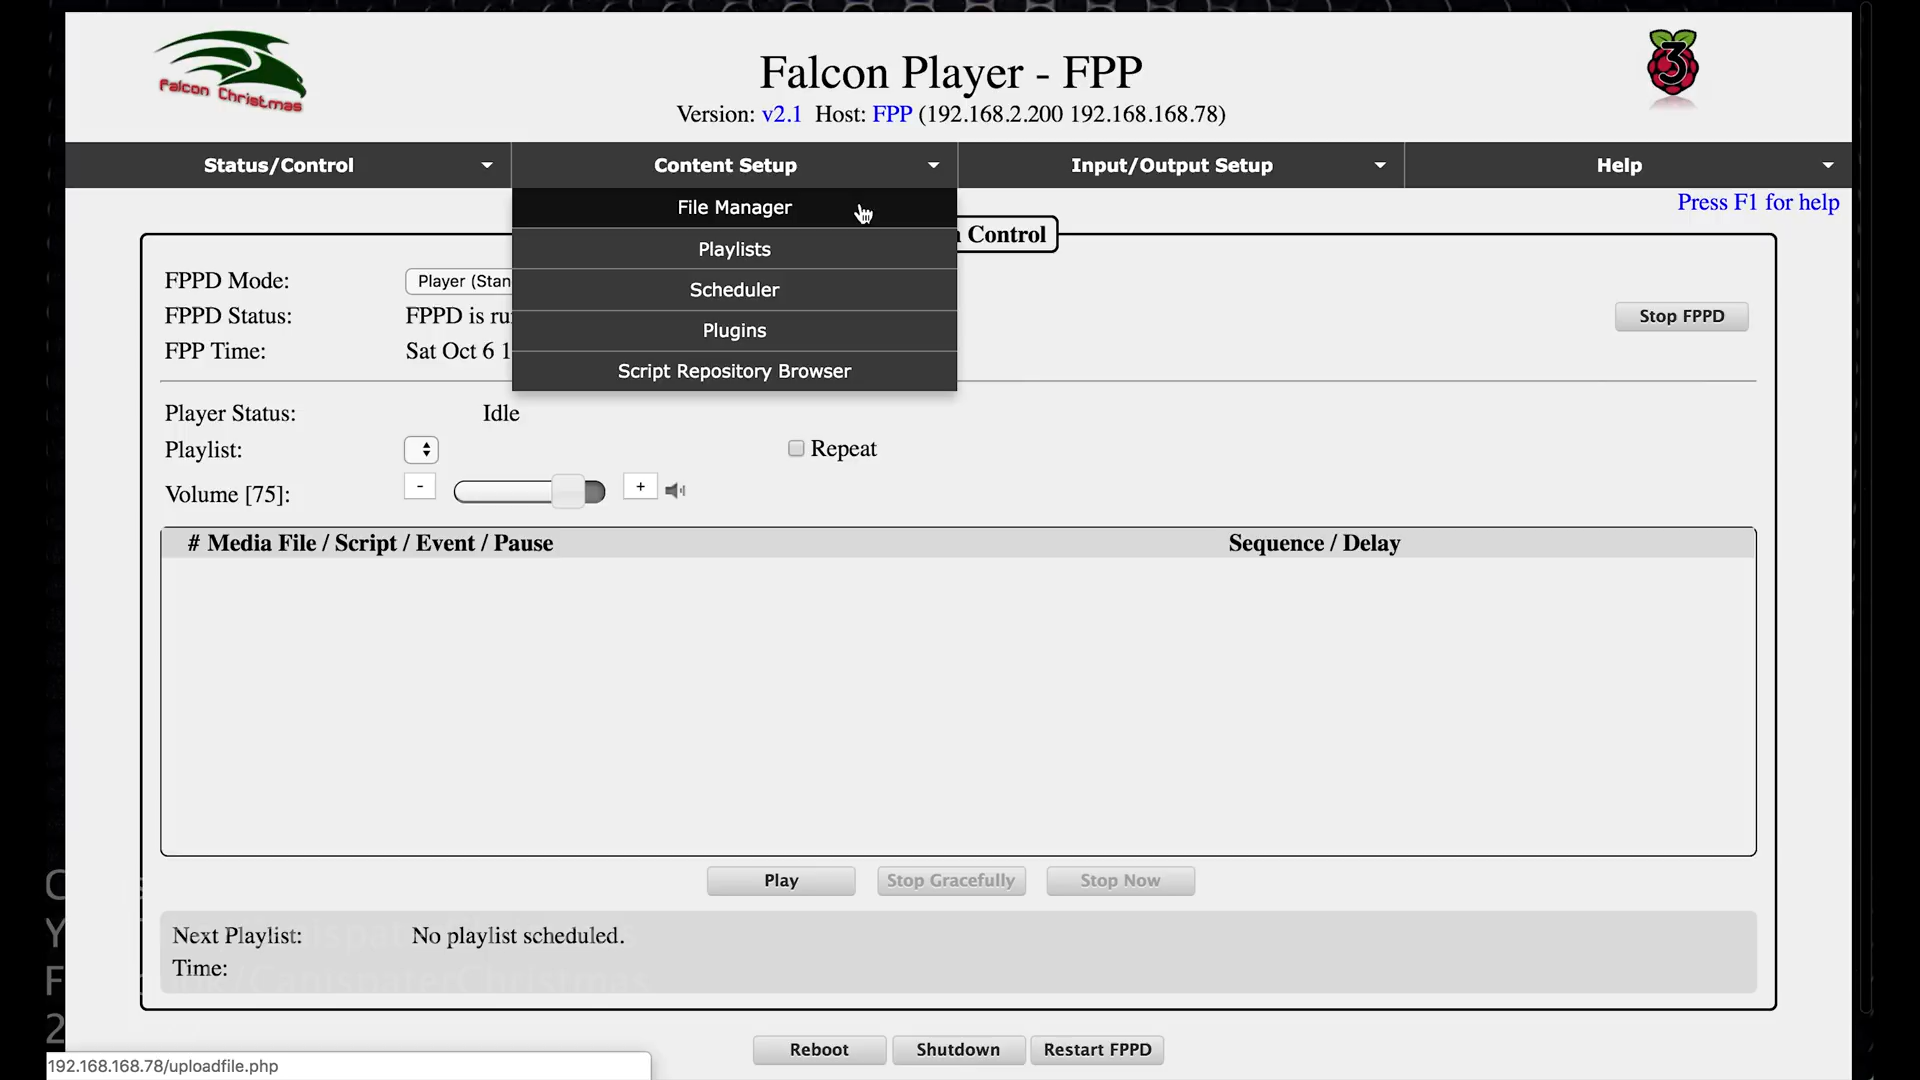 Falcon Christmas
Falcon Player - FPP
3
Version: v2.1 Host: FPP (192.168.2.200 192.168.168.78)
Status/Control
Content Setup
Input/Output Setup
Help
File Manager
Playlists
Scheduler
Plugins
Script Repository Browser
Press F1 for help
Control
FPPD Mode: Player (Stan
FPPD Status: FPPD is ru
Stop FPPD
FPP Time: Sat Oct 6 1
Player Status: Idle
Playlist:
Repeat
Volume [75]: - +
# Media File / Script / Event / Pause Sequence / Delay
Play Stop Gracefully Stop Now
Next Playlist: No playlist scheduled.
Time:
/CanispaterChristmas
Reboot Shutdown Restart FPPD
192.168.168.78/uploadfile.php